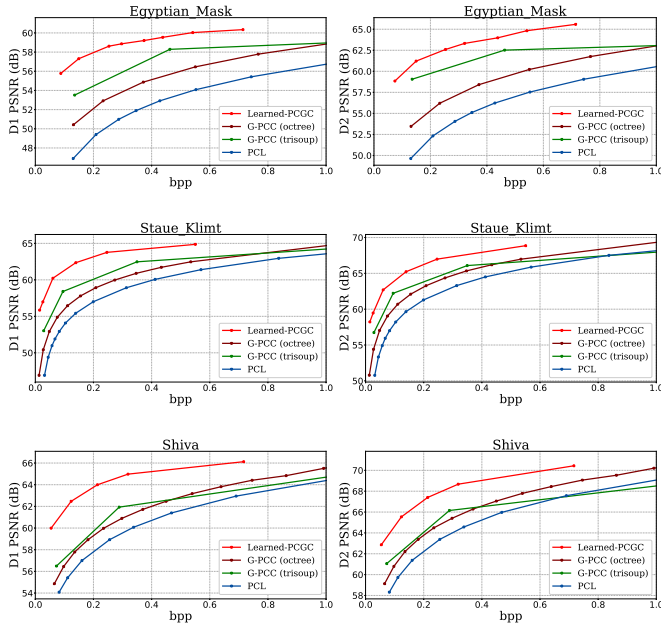 Egyptian_Mask
60
58
56
54
52
50
48
D1 PSNR (dB)
0.0 0.2 0.4 0.6 0.8 1.0
bpp
Learned-PCGC
G-PCC (octree)
G-PCC (trisoup)
PCL
Egyptian_Mask
65.0
62.5
60.0
57.5
55.0
52.5
50.0
D2 PSNR (dB)
0.0 0.2 0.4 0.6 0.8 1.0
bpp
Learned-PCGC
G-PCC (octree)
G-PCC (trisoup)
PCL
Staue_Klimt
65
60
55
50
D1 PSNR (dB)
0.0 0.2 0.4 0.6 0.8 1.0
bpp
Learned-PCGC
G-PCC (octree)
G-PCC (trisoup)
PCL
Staue_Klimt
70
65
60
55
50
D2 PSNR (dB)
0.0 0.2 0.4 0.6 0.8 1.0
bpp
Learned-PCGC
G-PCC (octree)
G-PCC (trisoup)
PCL
Shiva
66
64
62
60
58
56
54
D1 PSNR (dB)
0.0 0.2 0.4 0.6 0.8 1.0
bpp
Learned-PCGC
G-PCC (octree)
G-PCC (trisoup)
PCL
Shiva
70
68
66
64
62
60
58
D2 PSNR (dB)
0.0 0.2 0.4 0.6 0.8 1.0
bpp
Learned-PCGC
G-PCC (octree)
G-PCC (trisoup)
PCL